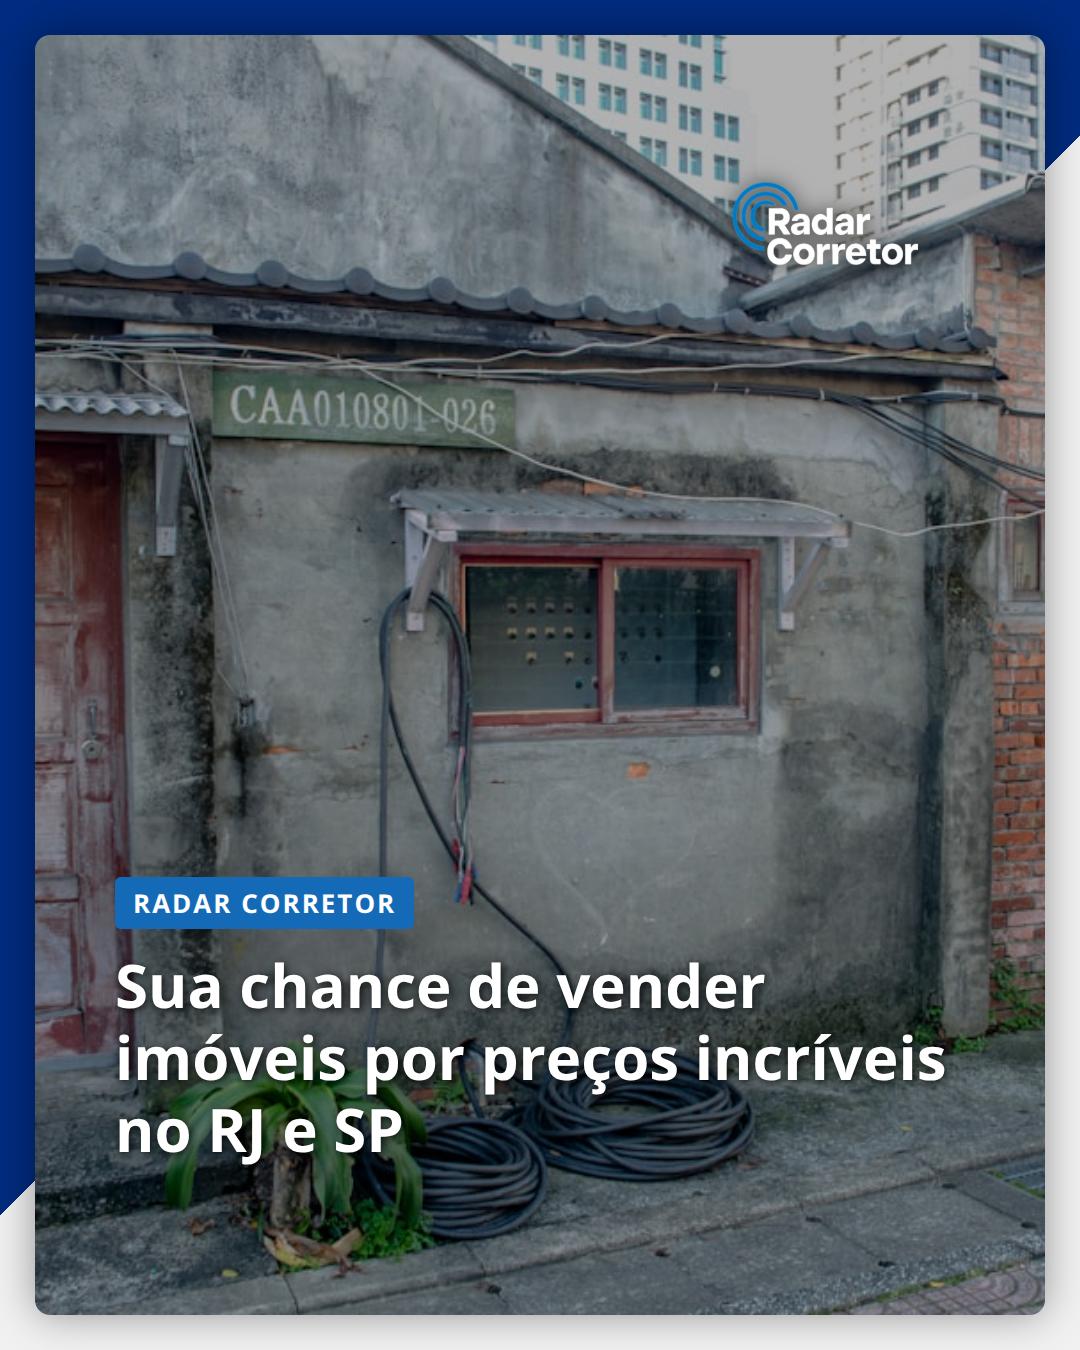 Radar
Corretor
CAA010801-026
RADAR CORRETOR
Sua chance de vender
imóveis por preços incríveis
no RJ e SP